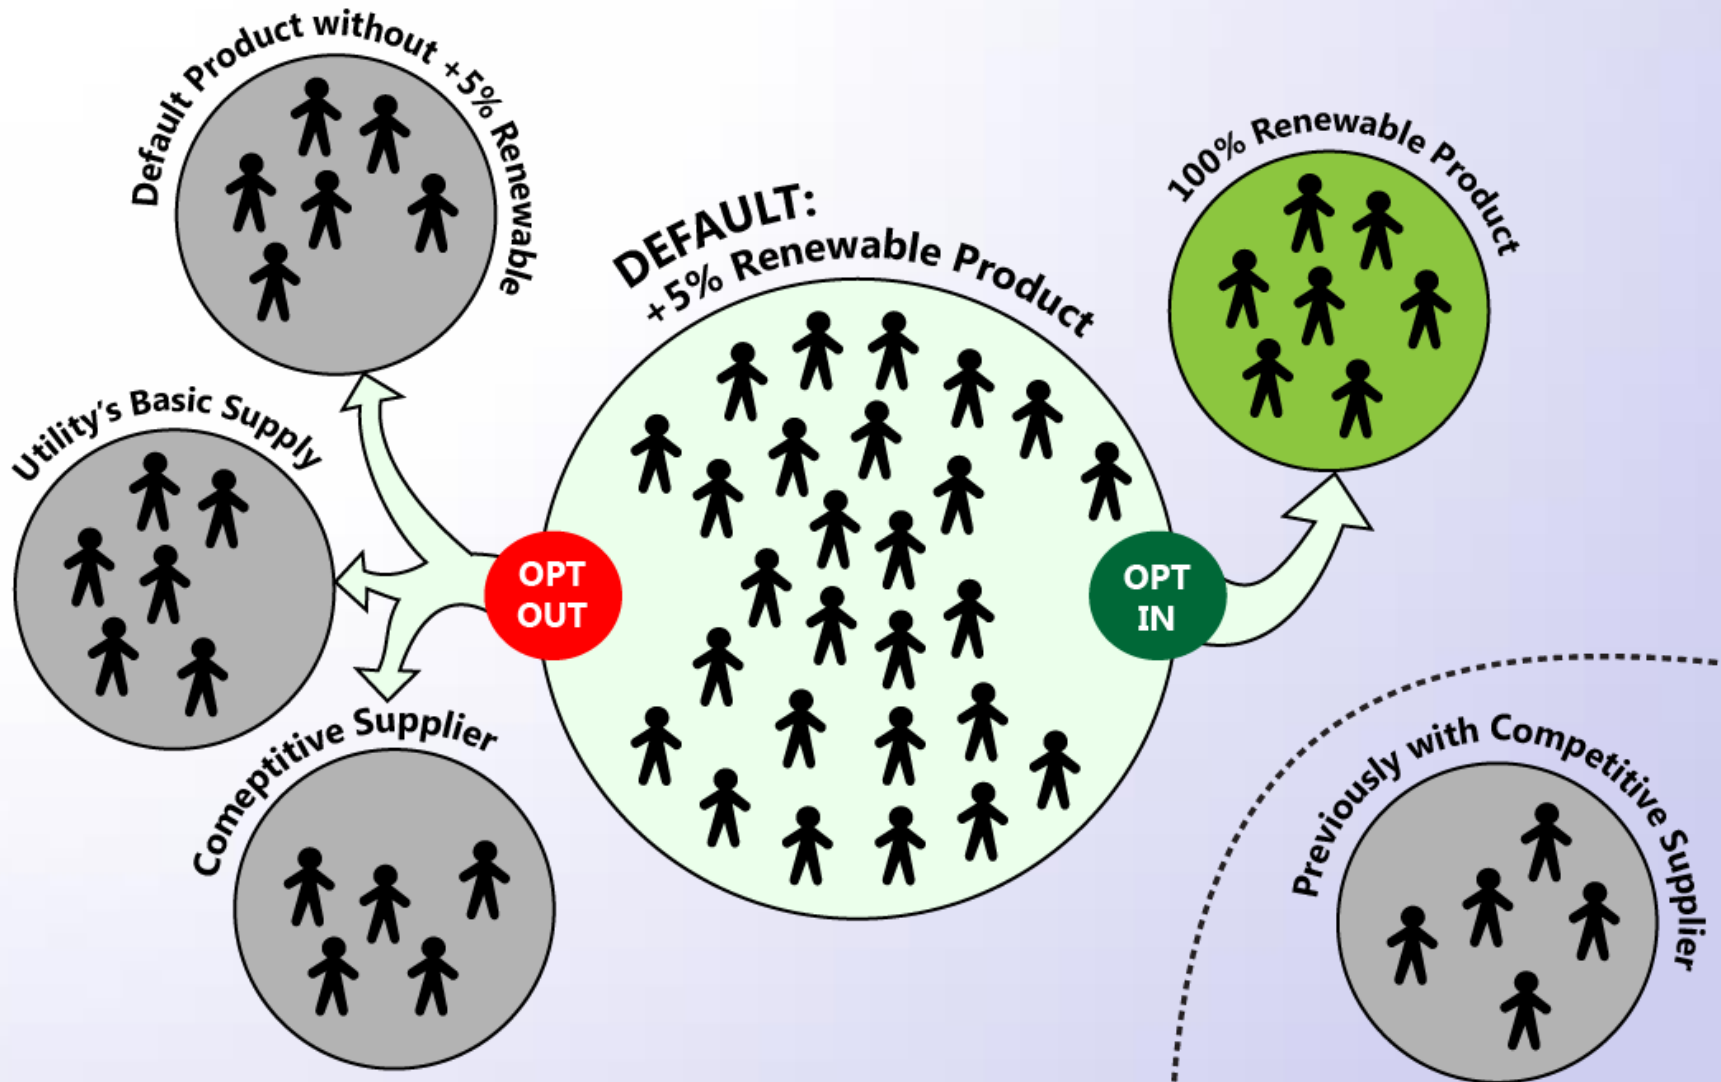 Default Product without +5% Renewable
Utility's Basic Supply
Comeptitive Supplier
OPT
OUT
DEFAULT:
+5% Renewable Product
OPT
IN
100% Renewable Product
Previously with Competitive Supplier